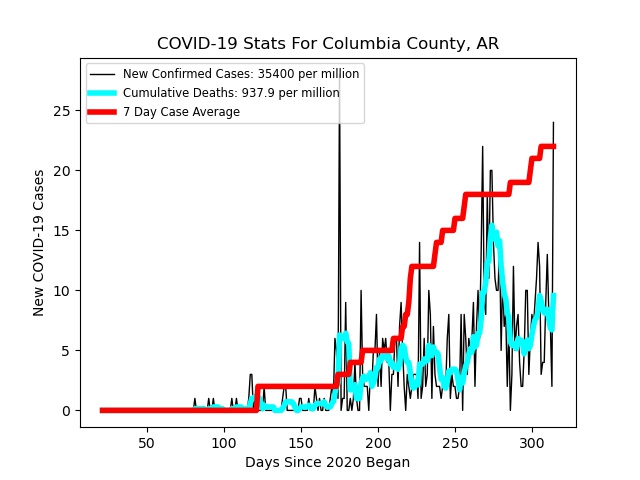 COVID-19 Stats For Columbia County, AR
New Confirmed Cases: 35400 per million
Cumulative Deaths: 937.9 per million
7 Day Case Average
New COVID-19 Cases
25
20
15
10
5
0
50 100 150 200 250 300
Days Since 2020 Began